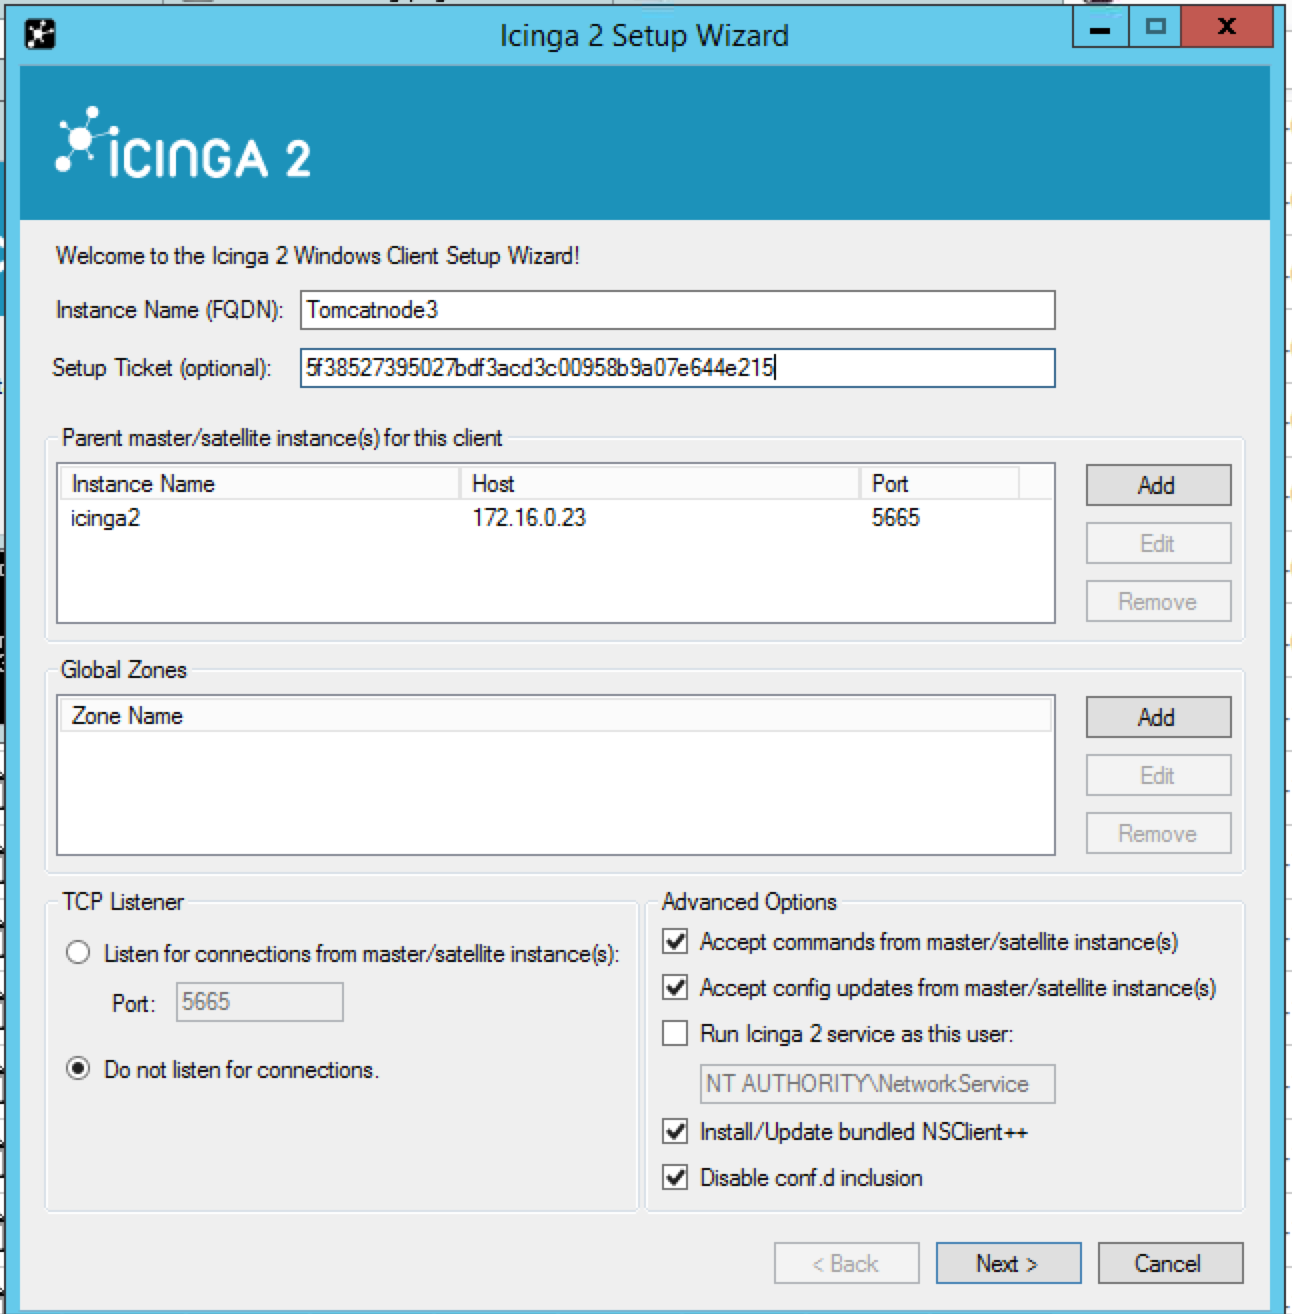 Icinga 2 Setup Wizard
ICINGA 2
Welcome to the Icinga 2 Windows Client Setup Wizard!
Instance Name (FQDN): Tomcatnode3
Setup Ticket (optional): 5f38527395027bdf3acd3c00958b9a07e644e215
Parent master/satellite instance(s) for this client
Instance Name Host Port
icinga2 172.16.0.23 5665
Add
Edit
Remove
Global Zones
Zone Name
Add
Edit
Remove
TCP Listener
Listen for connections from master/satellite instance(s):
Port: 5665
Do not listen for connections.
Advanced Options
Accept commands from master/satellite instance(s)
Accept config updates from master/satellite instance(s)
Run Icinga 2 service as this user:
NT AUTHORITY\NetworkService
Install/Update bundled NSClient++
Disable conf.d inclusion
< Back Next > Cancel